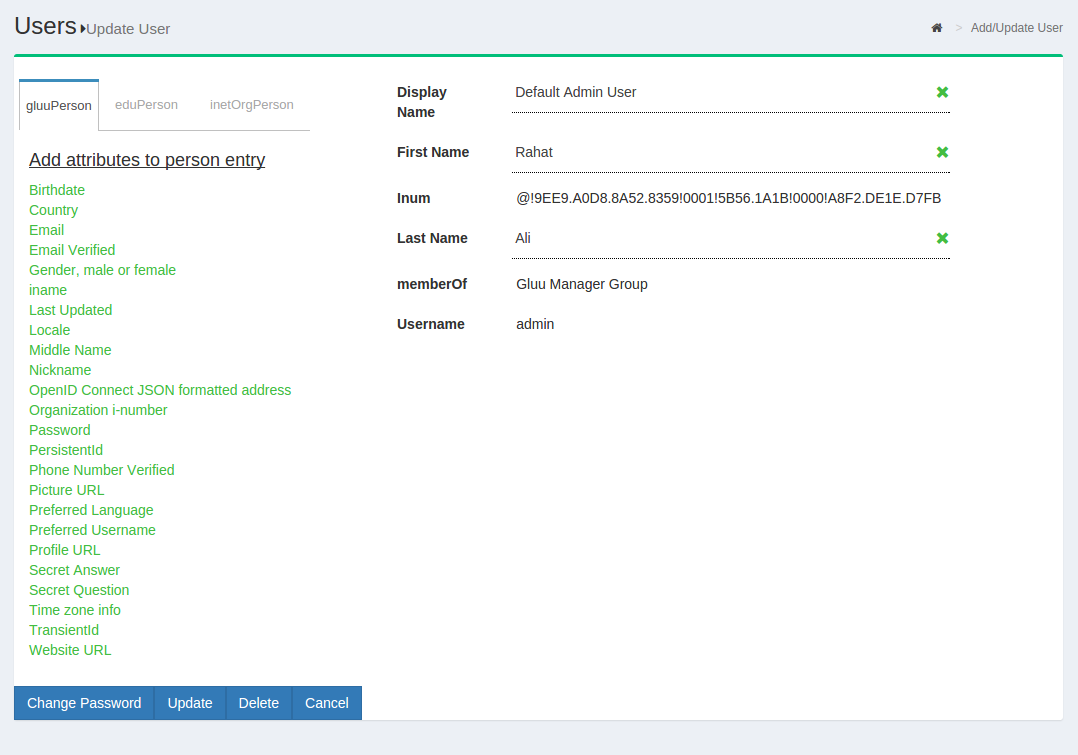 Users Update User
> Add/Update User
gluuPerson eduPerson inetOrgPerson
Add attributes to person entry
Birthdate
Country
Email
Email Verified
Gender, male or female
iname
Last Updated
Locale
Middle Name
Nickname
OpenID Connect JSON formatted address
Organization i-number
Password
PersistentId
Phone Number Verified
Picture URL
Preferred Language
Preferred Username
Profile URL
Secret Answer
Secret Question
Time zone info
TransientId
Website URL
Display Name Default Admin User
First Name Rahat
Inum @!9EE9.A0D8.8A52.8359!0001!5B56.1A1B!0000!A8F2.DE1E.D7FB
Last Name Ali
memberOf Gluu Manager Group
Username admin
Change Password Update Delete Cancel